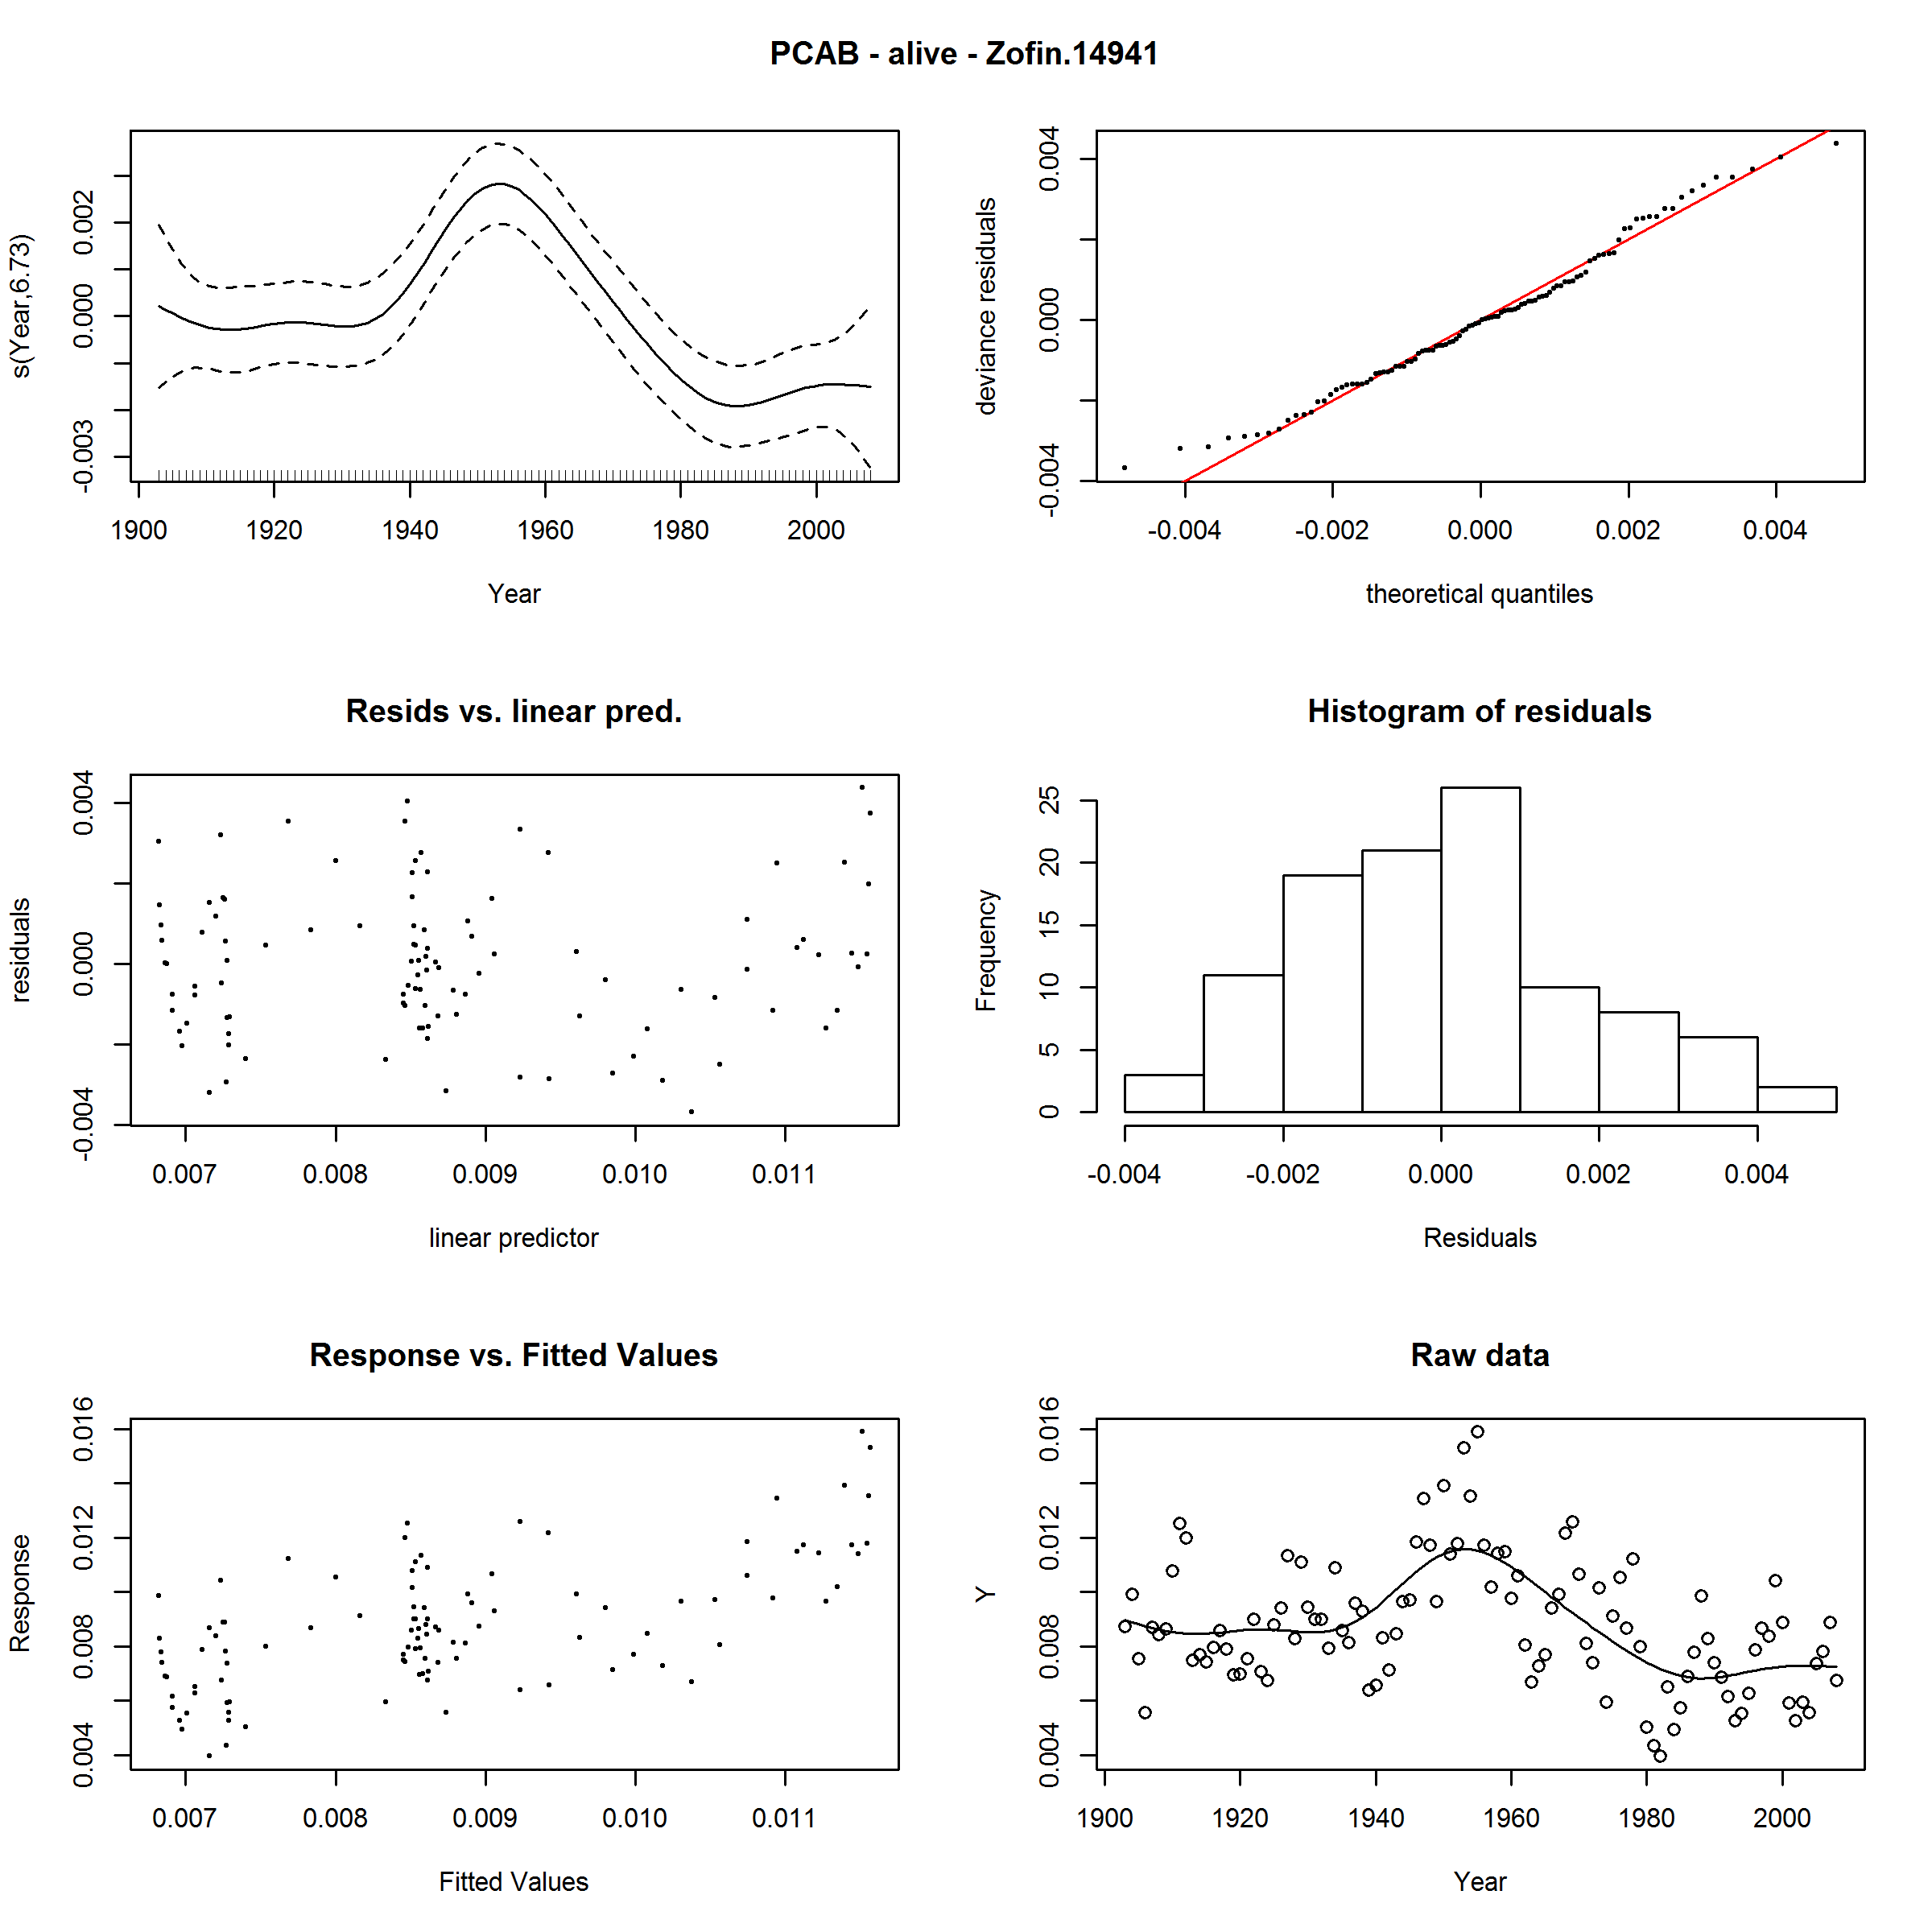 PCAB - alive - Zofin.14941
s(Year,6.73)
-0.003 0.000 0.002
1900 1920 1940 1960 1980 2000
Year
deviance residuals
-0.004 0.000 0.004
-0.004 -0.002 0.000 0.002 0.004
theoretical quantiles
Resids vs. linear pred.
residuals
-0.004 0.000 0.004
0.007 0.008 0.009 0.010 0.011
linear predictor
Histogram of residuals
Frequency
0 5 10 15 20 25
-0.004 -0.002 0.000 0.002 0.004
Residuals
Response vs. Fitted Values
Response
0.004 0.008 0.012 0.016
0.007 0.008 0.009 0.010 0.011
Fitted Values
Raw data
Y
0.004 0.008 0.012 0.016
1900 1920 1940 1960 1980 2000
Year